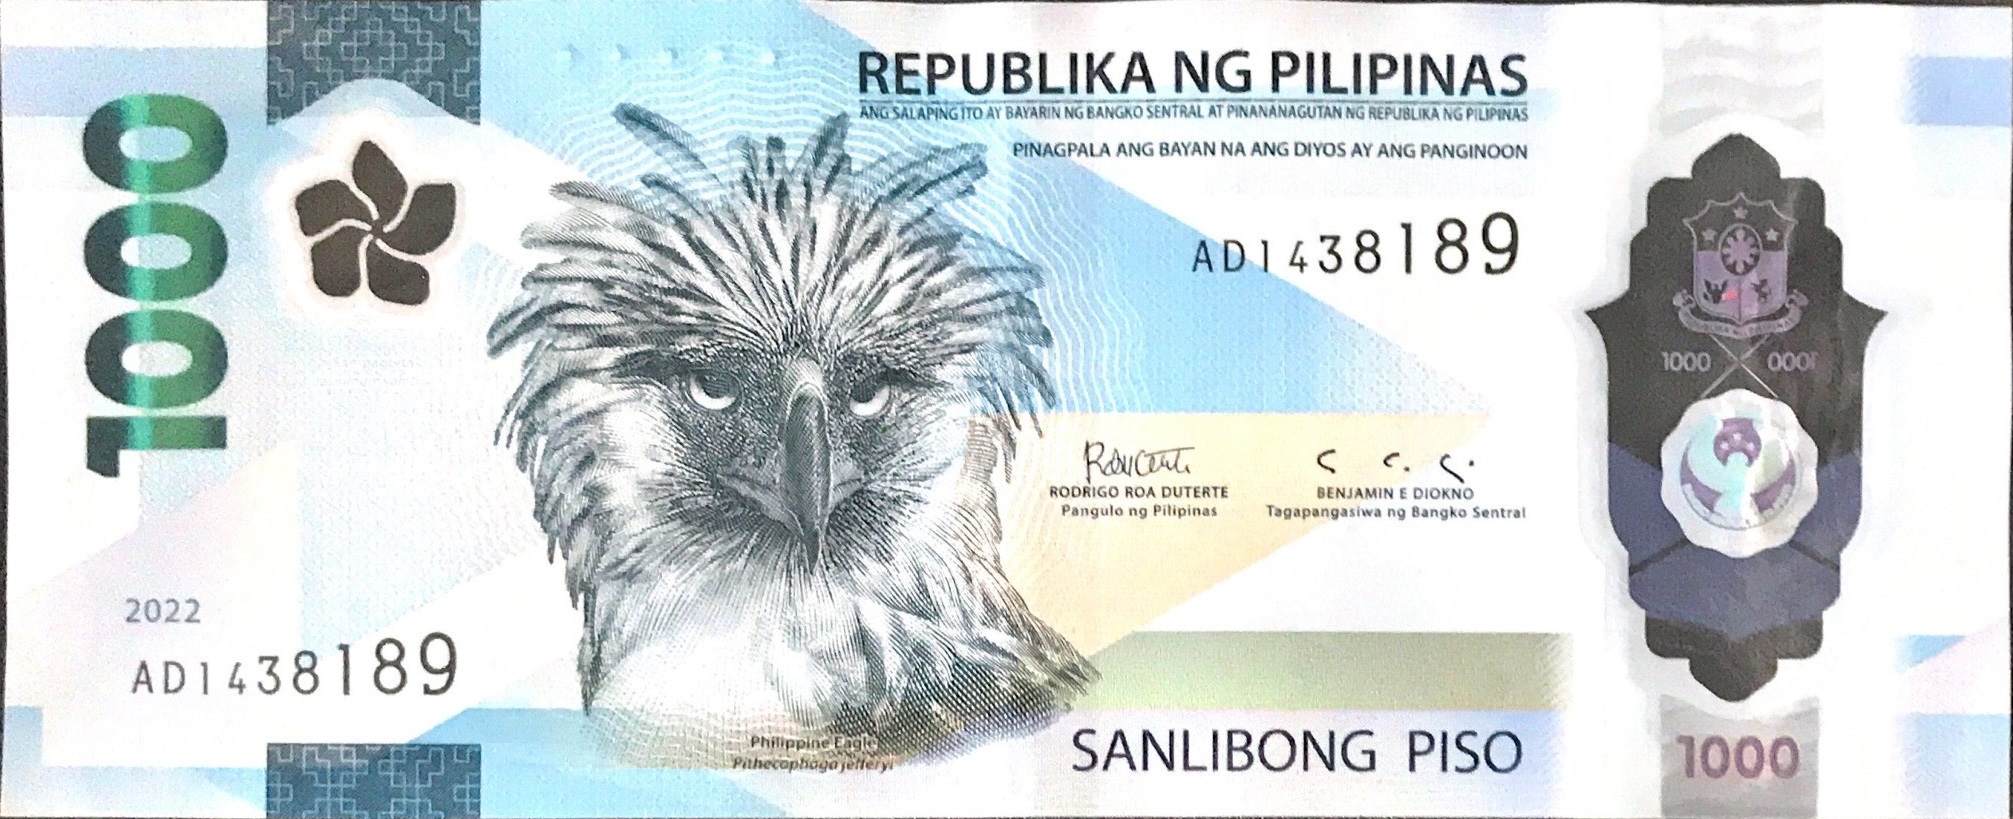 1000
REPUBLIKA NG PILIPINAS
ANG SALAPING ITO AY BAYARIN NG BANGKO SENTRAL AT PINANANAGUTAN NG REPUBLIKA NG PILIPINAS
PINAGPALA ANG BAYAN NA ANG DIYOS AY ANG PANGINOON
AD1438189
1000 000
RODRIGO ROA DUTERTE
Pangulo ng Pilipinas
BENJAMIN E DIOKNO
Tagapangasiwa ng Bangko Sentral
2022
AD1438189
Philippine Eagle
Pithecophaga jefferyi
SANLIBONG PISO
1000